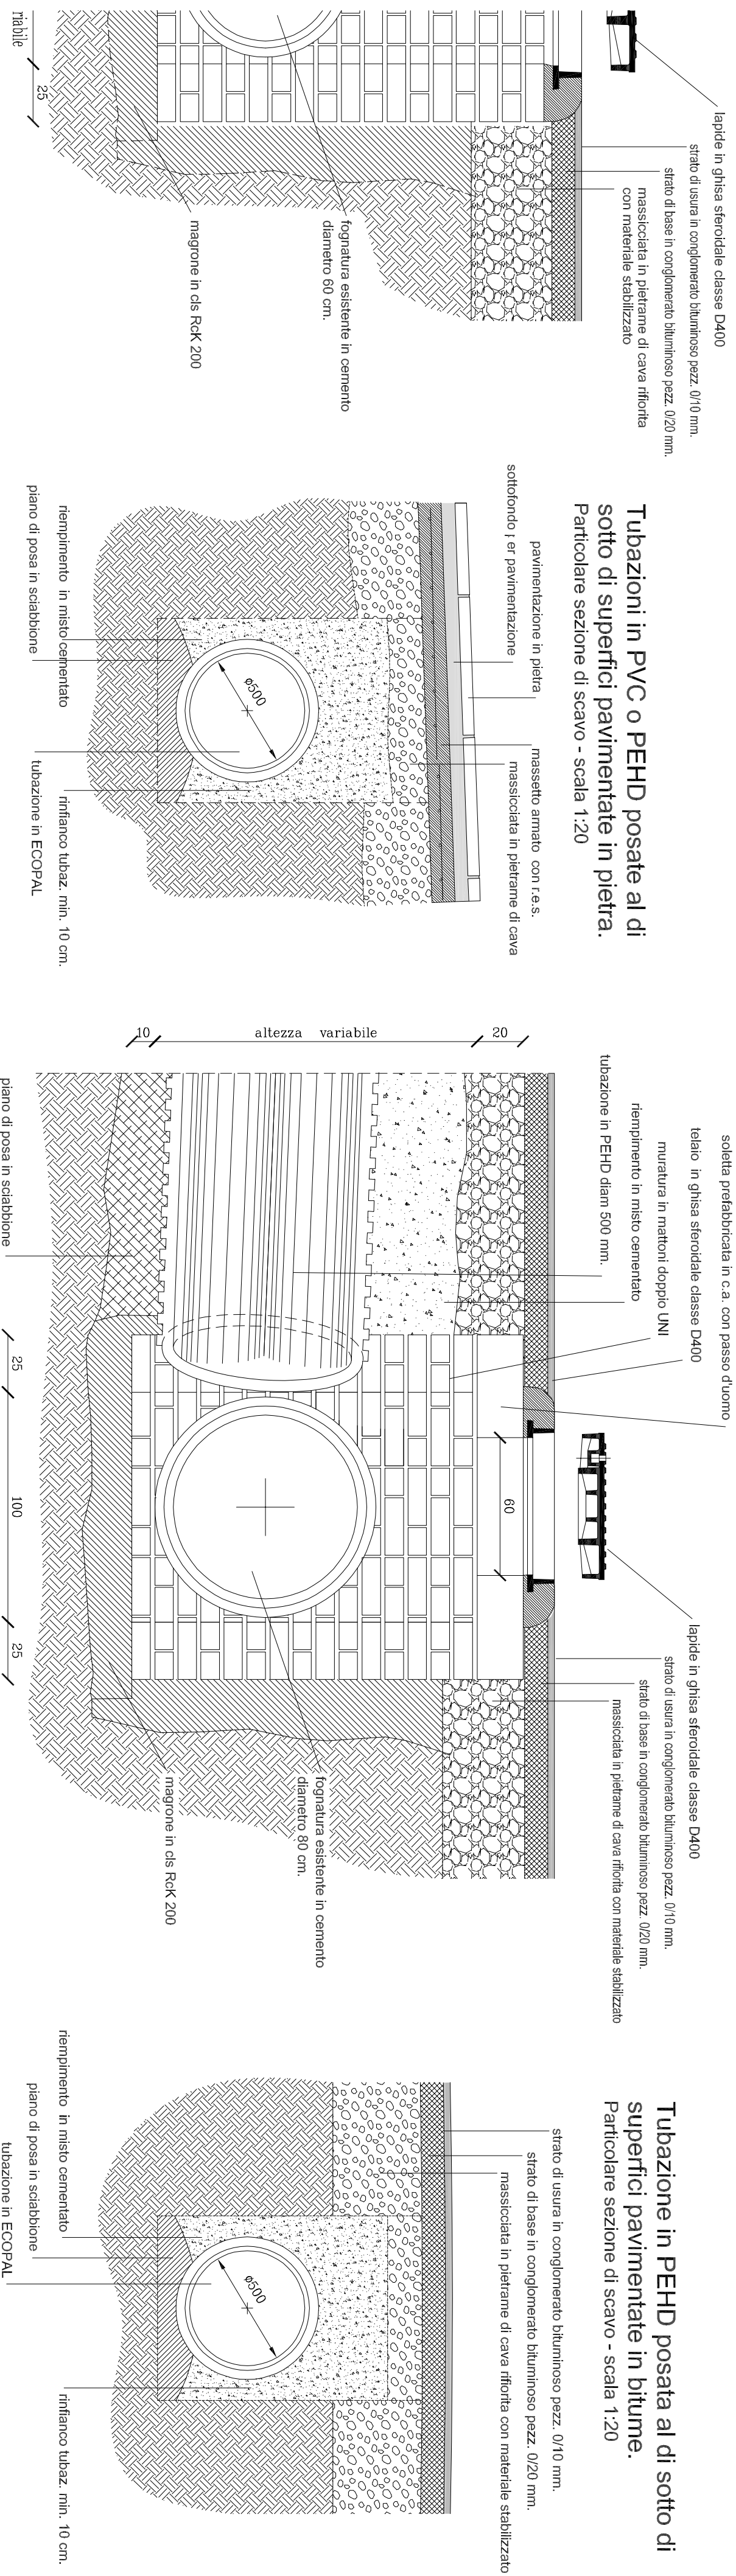 lapide in ghisa sferoidale classe D400
strato di usura in conglomerato bituminoso pezz. 0/10 mm.
strato di base in conglomerato bituminoso pezz. 0/20 mm.
massicciata in pietrame di cava rifiorita
con materiale stabilizzato
fognatura esistente in cemento
diametro 60 cm.
magrone in cls RcK 200
riabile
25
Tubazioni in PVC o PEHD posate al di
sotto di superfici pavimentate in pietra.
Particolare sezione di scavo - scala 1:20
pavimentazione in pietra
sottofondo per pavimentazione
massetto armato con r.e.s.
massicciata in pietrame di cava
ø500
riempimento in misto cementato
piano di posa in sciabbione
rinfianco tubaz. min. 10 cm.
tubazione in ECOPAL
soletta prefabbricata in c.a. con passo d'uomo
telaio in ghisa sferoidale classe D400
muratura in mattoni doppio UNI
riempimento in misto cementato
tubazione in PEHD diam 500 mm.
20
altezza variabile
10
60
lapide in ghisa sferoidale classe D400
strato di usura in conglomerato bituminoso pezz. 0/10 mm.
strato di base in conglomerato bituminoso pezz. 0/20 mm.
massicciata in pietrame di cava rifiorita con materiale stabilizzato
fognatura esistente in cemento
diametro 80 cm.
magrone in cls RcK 200
piano di posa in sciabbione
25
100
25
Tubazione in PEHD posata al di sotto di
superfici pavimentate in bitume.
Particolare sezione di scavo - scala 1:20
strato di usura in conglomerato bituminoso pezz. 0/10 mm.
strato di base in conglomerato bituminoso pezz. 0/20 mm.
massicciata in pietrame di cava rifiorita con materiale stabilizzato
ø500
riempimento in misto cementato
piano di posa in sciabbione
tubazione in ECOPAL
rinfianco tubaz. min. 10 cm.